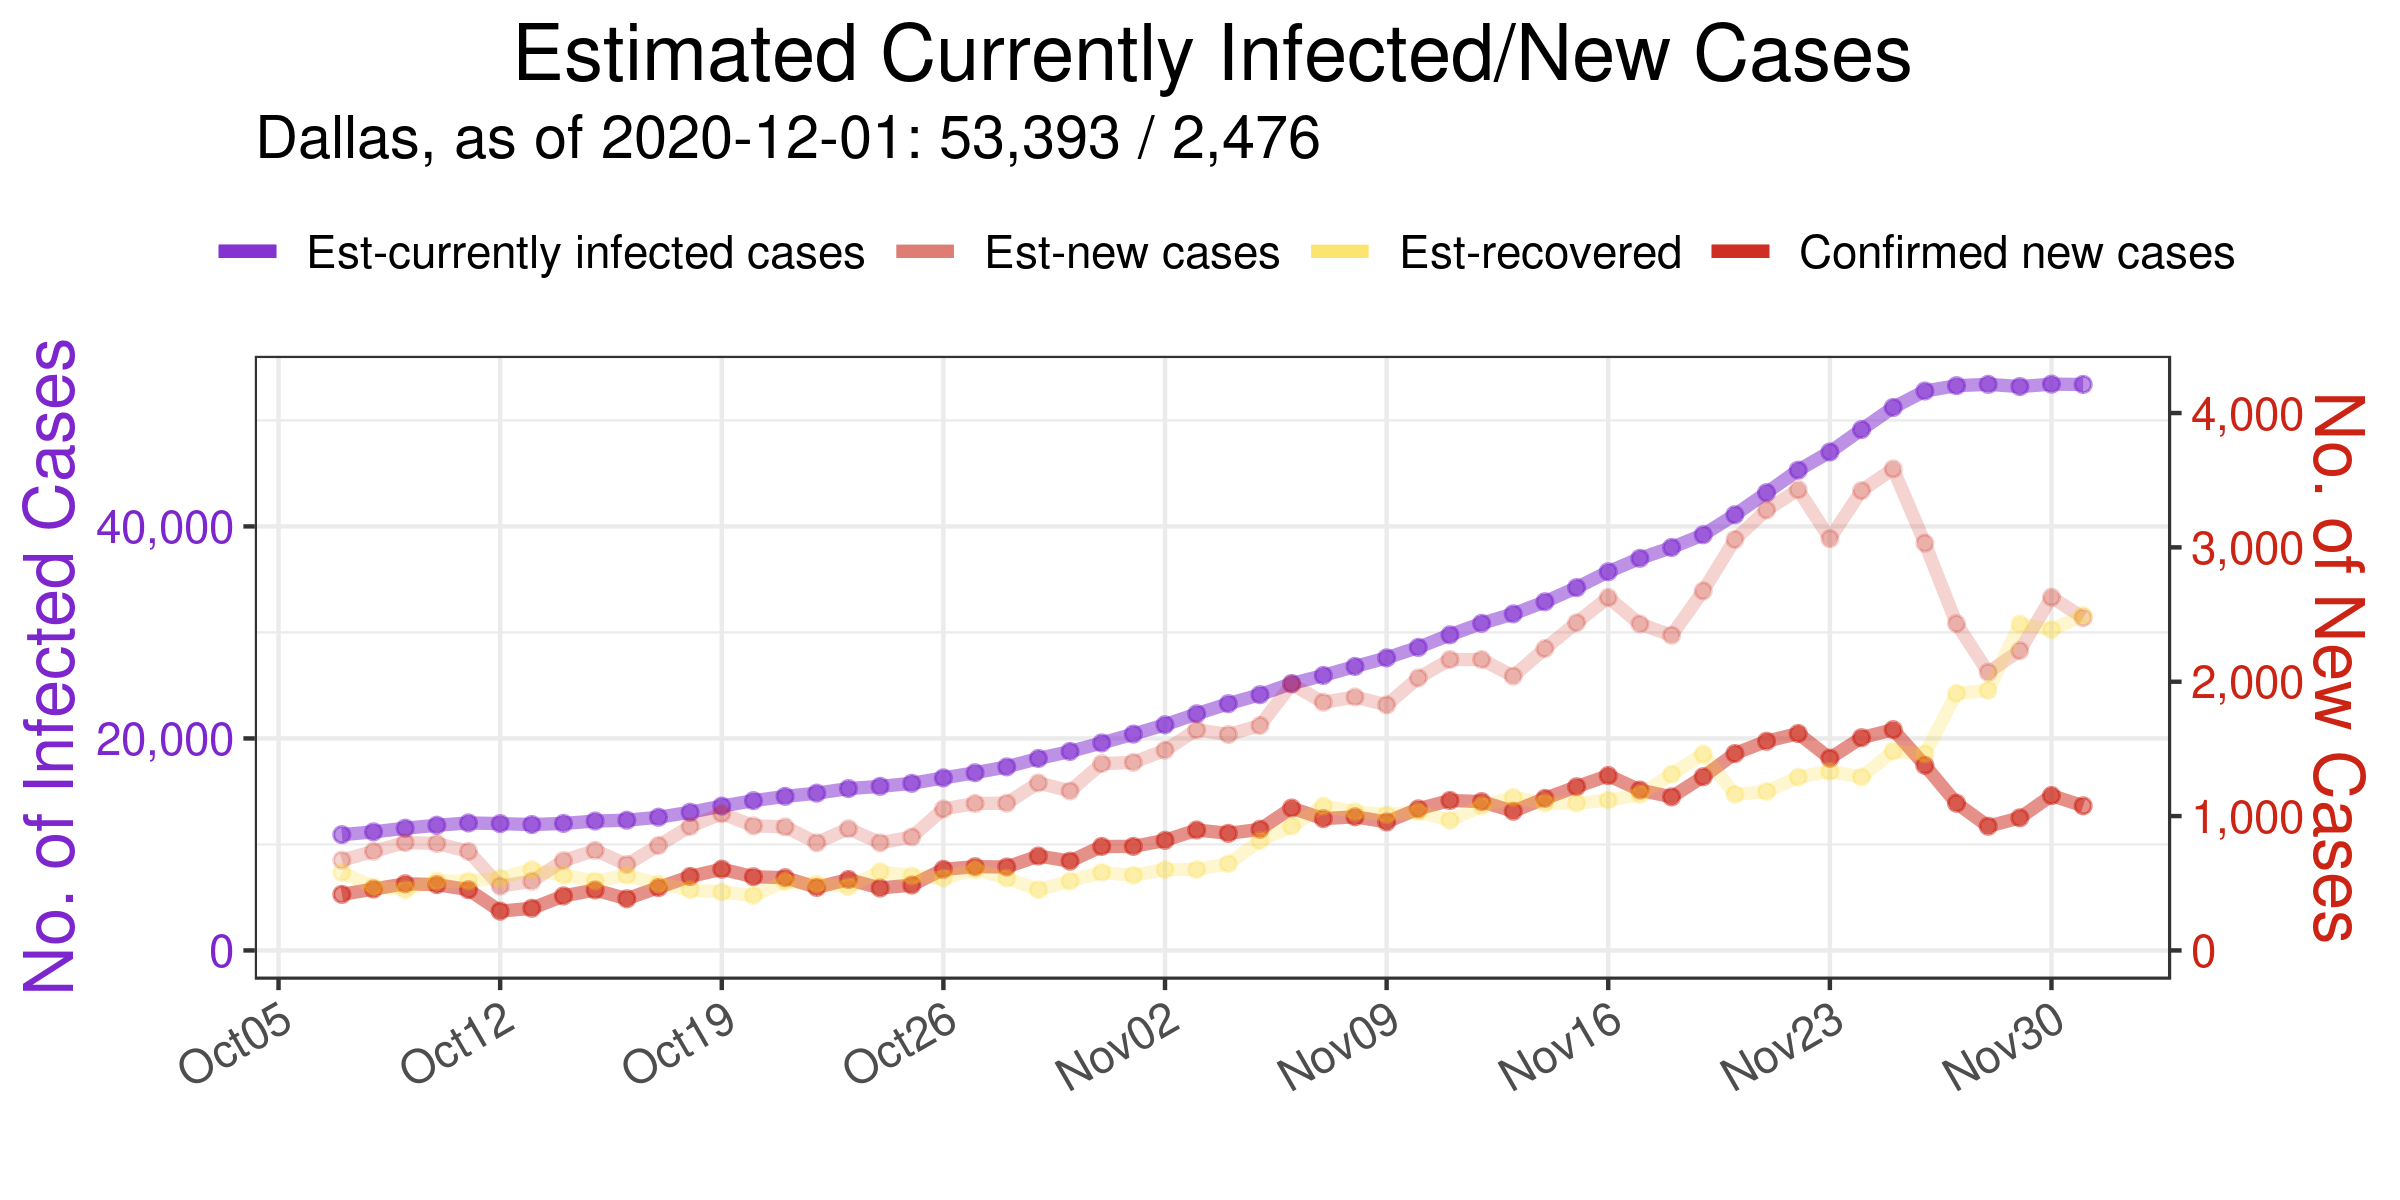 Estimated Currently Infected/New Cases
Dallas, as of 2020-12-01: 53,393 / 2,476
Est-currently infected cases Est-new cases Est-recovered Confirmed new cases
No. of Infected Cases
40,000
20,000
0
4,000
3,000
2,000
1,000
0
No. of New Cases
Oct05 Oct12 Oct19 Oct26 Nov02 Nov09 Nov16 Nov23 Nov30